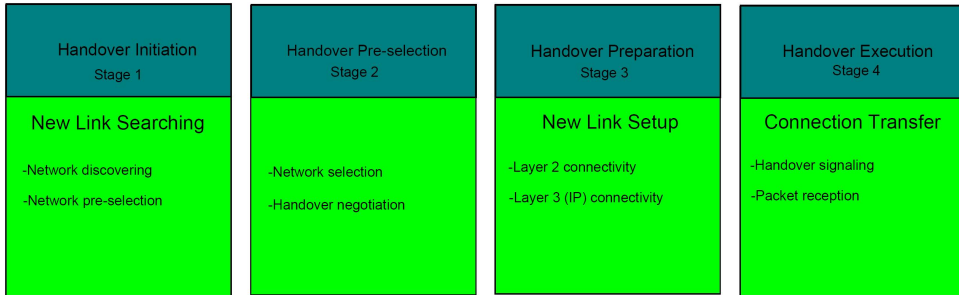 Handover Initiation
Stage 1
New Link Searching
-Network discovering
-Network pre-selection
Handover Pre-selection
Stage 2
-Network selection
-Handover negotiation
Handover Preparation
Stage 3
New Link Setup
-Layer 2 connectivity
-Layer 3 (IP) connectivity
Handover Execution
Stage 4
Connection Transfer
-Handover signaling
-Packet reception